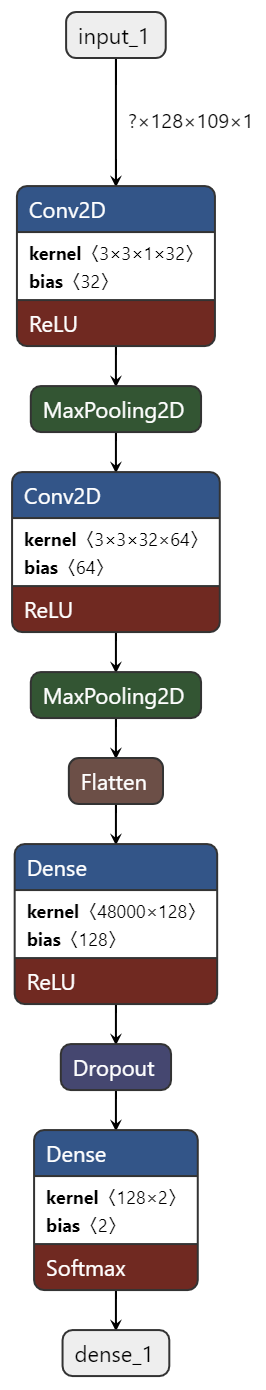 input_1
?×128×109×1
Conv2D
kernel 〈3×3×1×32〉
bias 〈32〉
ReLU
MaxPooling2D
Conv2D
kernel 〈3×3×32×64〉
bias 〈64〉
ReLU
MaxPooling2D
Flatten
Dense
kernel 〈48000×128〉
bias 〈128〉
ReLU
Dropout
Dense
kernel 〈128×2〉
bias 〈2〉
Softmax
dense_1